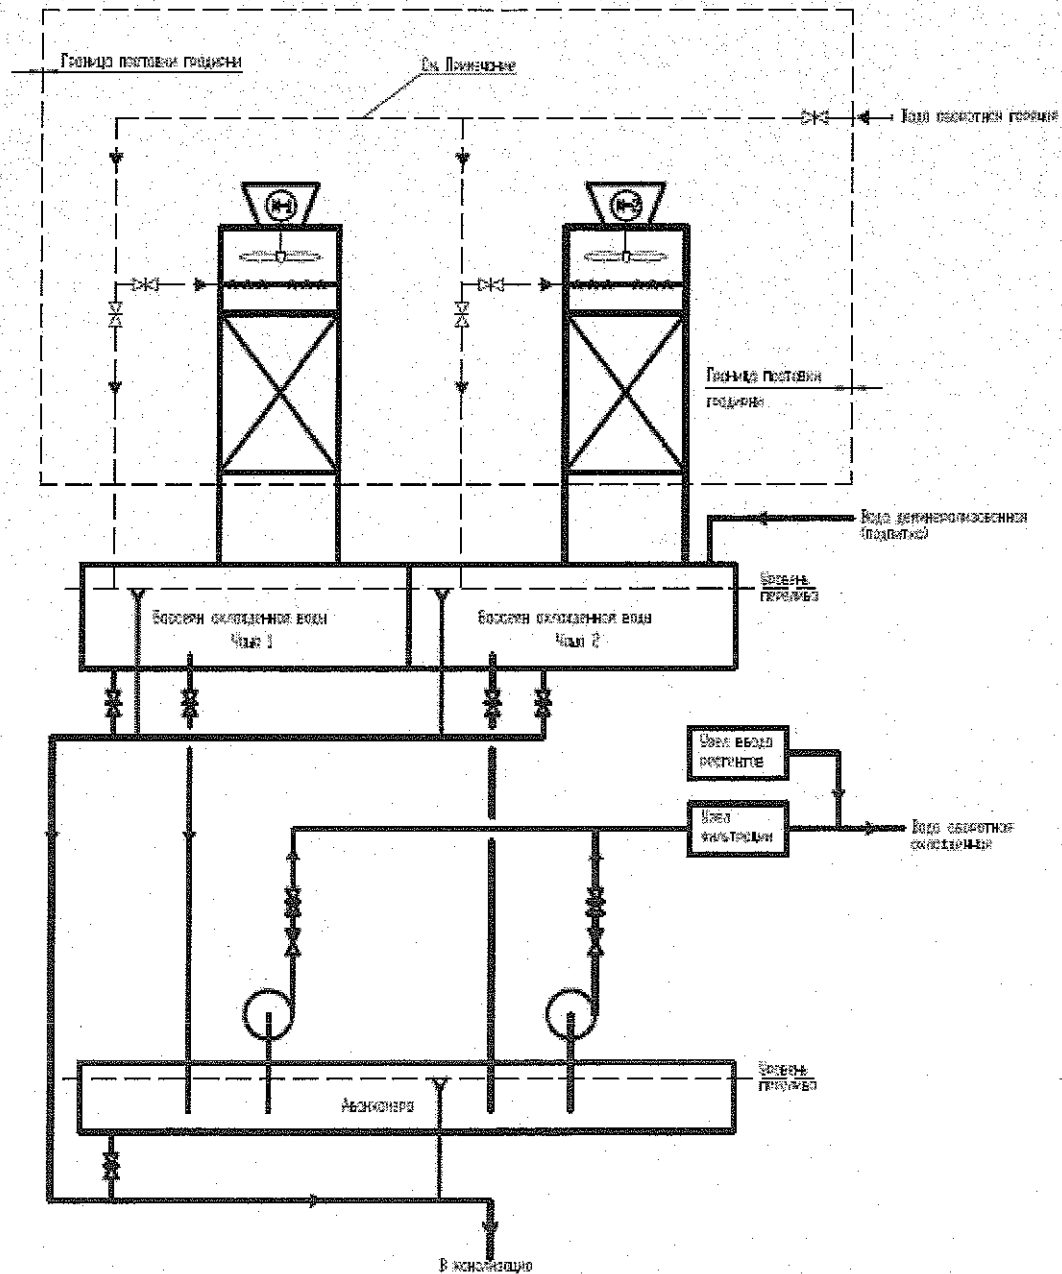 Граница поставки градирни
См. Примечание
Вода оборотная горячая
М-1
М-2
Граница поставки
градирни
Вода деминерализованная
(подпитка)
Уровень
перелива
Бассейн охлажденной воды
Чаша 1
Бассейн охлажденной воды
Чаша 2
Узел ввода
реагентов
Узел
фильтрации
Вода оборотная
охлажденная
Уровень
перелива
Аванкамера
В канализацию